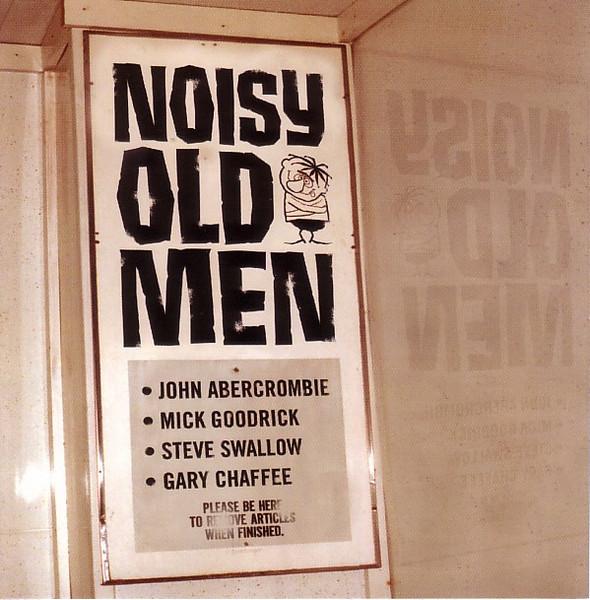 NOISY
OLD
MEN
• JOHN ABERCROMBIE
• MICK GOODRICK
• STEVE SWALLOW
• GARY CHAFFEE
PLEASE BE HERE
TO REMOVE ARTICLES
WHEN FINISHED.